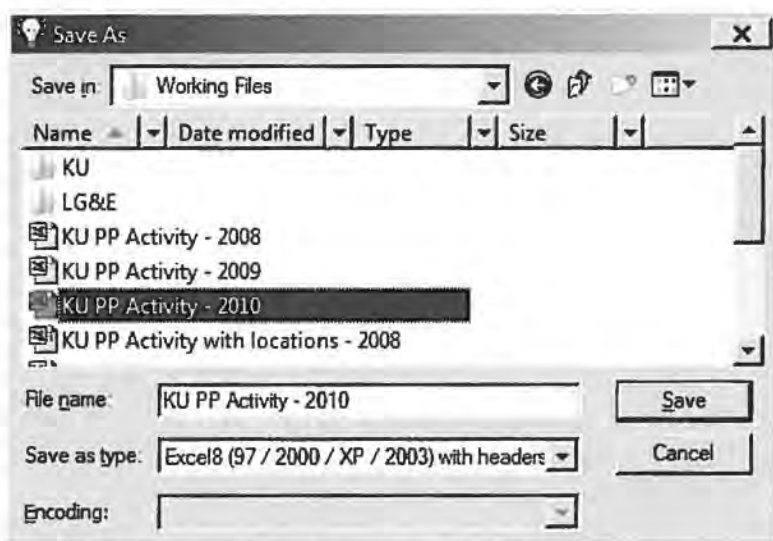 Save As
Save in: Working Files
Name Date modified Type Size
KU
LG&E
KU PP Activity - 2008
KU PP Activity - 2009
KU PP Activity - 2010
KU PP Activity with locations - 2008
File name: KU PP Activity - 2010 Save
Save as type: Excel8 (97 / 2000 / XP / 2003) with headers Cancel
Encoding: